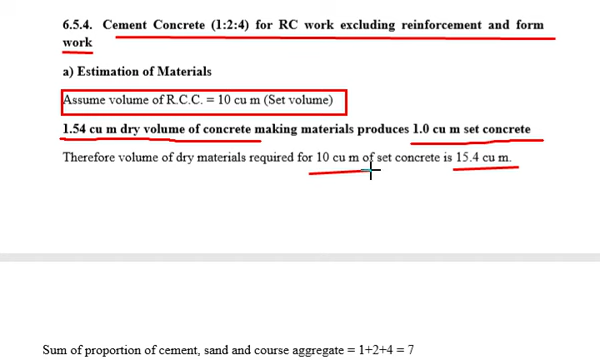 6.5.4. Cement Concrete (1:2:4) for RC work excluding reinforcement and form
work
a) Estimation of Materials
Assume volume of R.C.C. = 10 cu m (Set volume)
1.54 cu m dry volume of concrete making materials produces 1.0 cu m set concrete
Therefore volume of dry materials required for 10 cu m of set concrete is 15.4 cu m.
Sum of proportion of cement, sand and course aggregate = 1+2+4 = 7